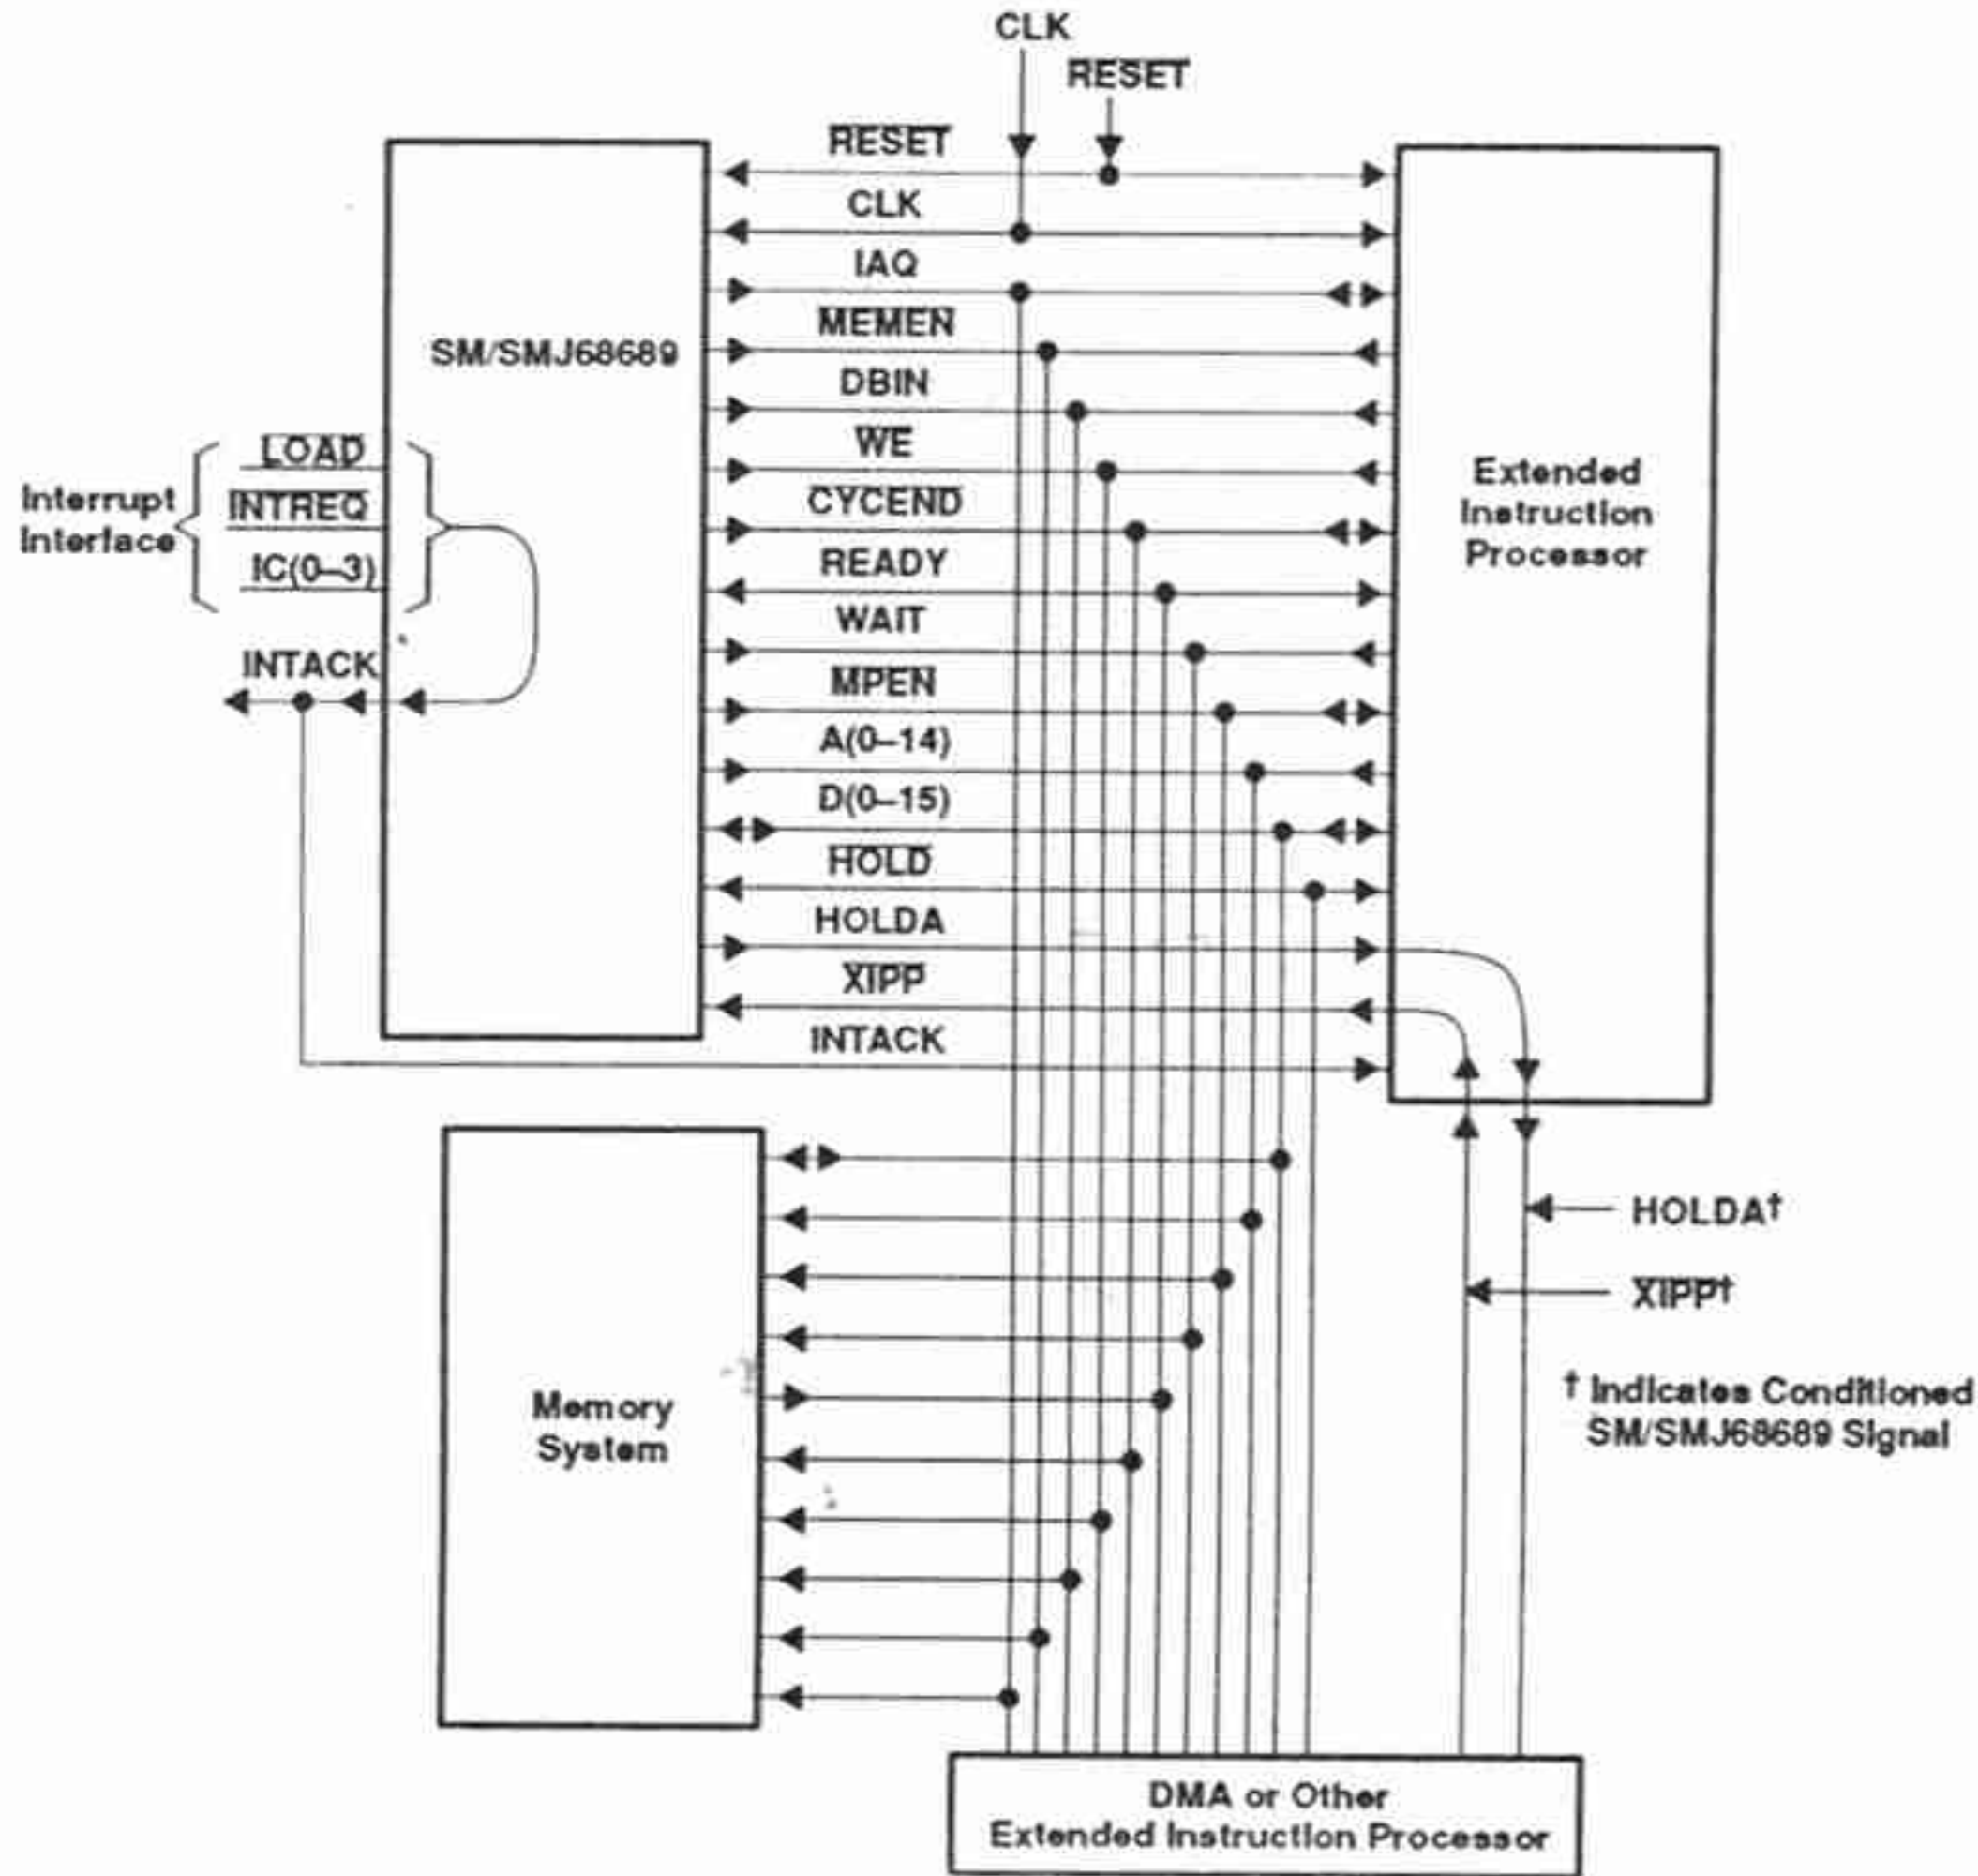 CLK
RESET
RESET
CLK
IAQ
MEMEN
SM/SMJ68689
DBIN
WE
LOAD
Interrupt
Interface
INTREQ
IC(0–3)
CYCEND
Extended
Instruction
Processor
READY
WAIT
INTACK
MPEN
A(0–14)
D(0–15)
HOLD
HOLDA
XIPP
INTACK
HOLDA†
XIPP†
† Indicates Conditioned
SM/SMJ68689 Signal
Memory
System
DMA or Other
Extended Instruction Processor